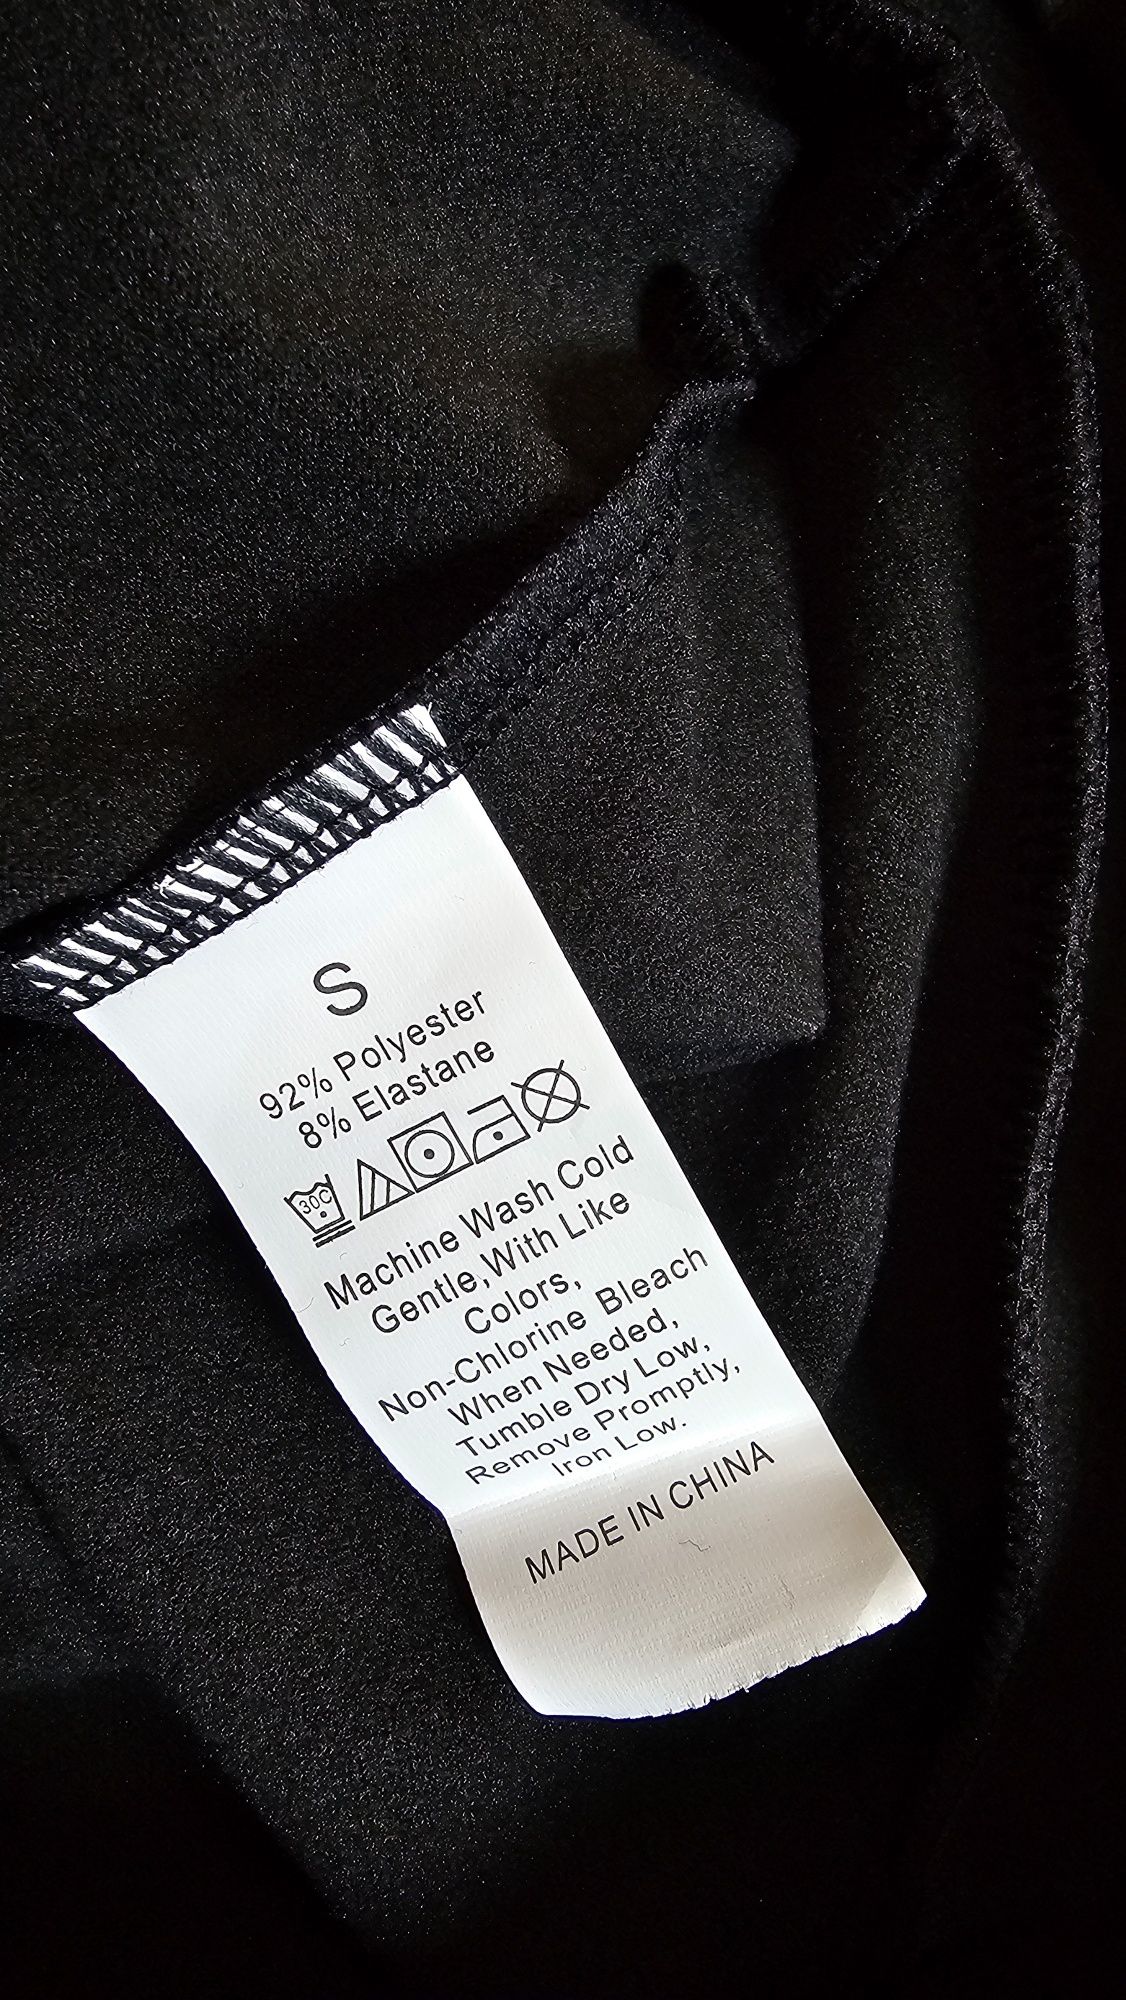 S
92% Polyester
8% Elastane
30C
Machine Wash Cold
Gentle,With Like
Colors,
Non-Chlorine Bleach
When Needed,
Tumble Dry Low,
Remove Promptly,
Iron Low.
MADE IN CHINA